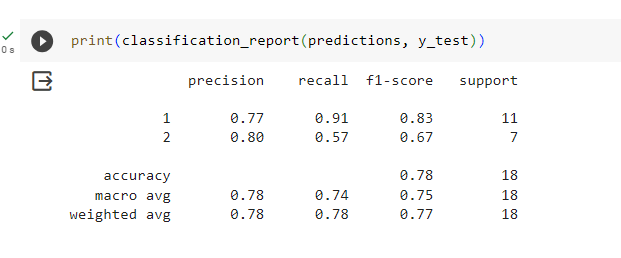 print(classification_report(predictions, y_test))
0 s
precision recall f1-score support
1 0.77 0.91 0.83 11
2 0.80 0.57 0.67 7
accuracy 0.78 18
macro avg 0.78 0.74 0.75 18
weighted avg 0.78 0.78 0.77 18